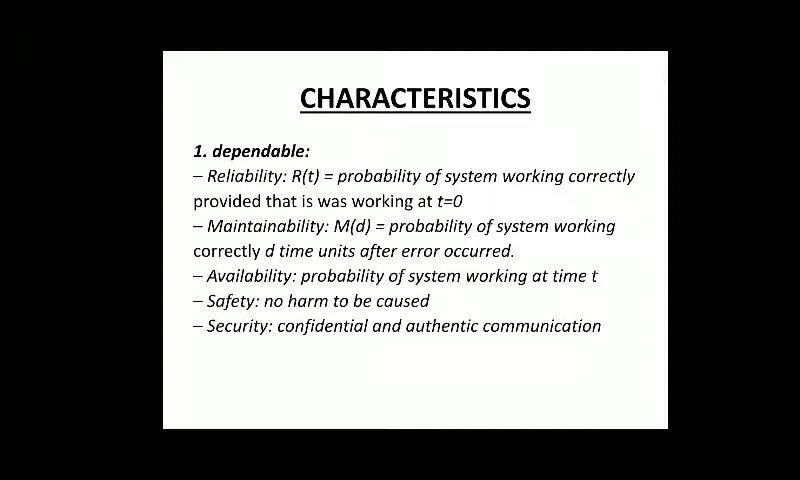 CHARACTERISTICS
1. dependable:
– Reliability: R(t) = probability of system working correctly
provided that is was working at t=0
– Maintainability: M(d) = probability of system working
correctly d time units after error occurred.
– Availability: probability of system working at time t
– Safety: no harm to be caused
– Security: confidential and authentic communication